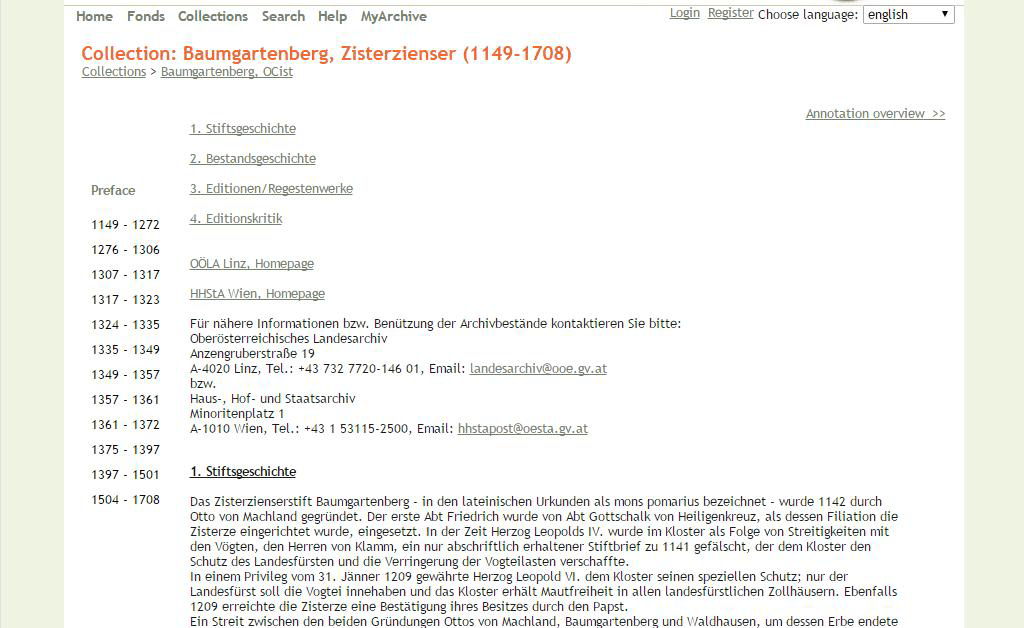 Home Fonds Collections Search Help MyArchive
Login Register Choose language: english
Collection: Baumgartenberg, Zisterzienser (1149-1708)
Collections > Baumgartenberg, OCist
Annotation overview >>
Preface
1149 - 1272
1276 - 1306
1307 - 1317
1317 - 1323
1324 - 1335
1335 - 1349
1349 - 1357
1357 - 1361
1361 - 1372
1375 - 1397
1397 - 1501
1504 - 1708
1. Stiftsgeschichte
2. Bestandsgeschichte
3. Editionen/Regestenwerke
4. Editionskritik
OÖLA Linz, Homepage
HHStA Wien, Homepage
Für nähere Informationen bzw. Benützung der Archivbestände kontaktieren Sie bitte:
Oberösterreichisches Landesarchiv
Anzengruberstraße 19
A-4020 Linz, Tel.: +43 732 7720-146 01, Email: landesarchiv@ooe.gv.at
bzw.
Haus-, Hof- und Staatsarchiv
Minoritenplatz 1
A-1010 Wien, Tel.: +43 1 53115-2500, Email: hhstapost@oesta.gv.at
1. Stiftsgeschichte
Das Zisterzienserstift Baumgartenberg - in den lateinischen Urkunden als mons pomarius bezeichnet - wurde 1142 durch
Otto von Machland gegründet. Der erste Abt Friedrich wurde von Abt Gottschalk von Heiligenkreuz, als dessen Filiation die
Zisterze eingerichtet wurde, eingesetzt. In der Zeit Herzog Leopolds IV. wurde im Kloster als Folge von Streitigkeiten mit
den Vögten, den Herren von Klamm, ein nur abschriftlich erhaltener Stiftbrief zu 1141 gefälscht, der dem Kloster den
Schutz des Landesfürsten und die Verringerung der Vogteilasten verschaffte.
In einem Privileg vom 31. Jänner 1209 gewährte Herzog Leopold VI. dem Kloster seinen speziellen Schutz; nur der
Landesfürst soll die Vogtei innehaben und das Kloster erhält Mautfreiheit in allen landesfürstlichen Zollhäusern. Ebenfalls
1209 erreichte die Zisterze eine Bestätigung ihres Besitzes durch den Papst.
Ein Streit zwischen den beiden Gründungen Ottos von Machland, Baumgartenberg und Waldhausen, um dessen Erbe endete